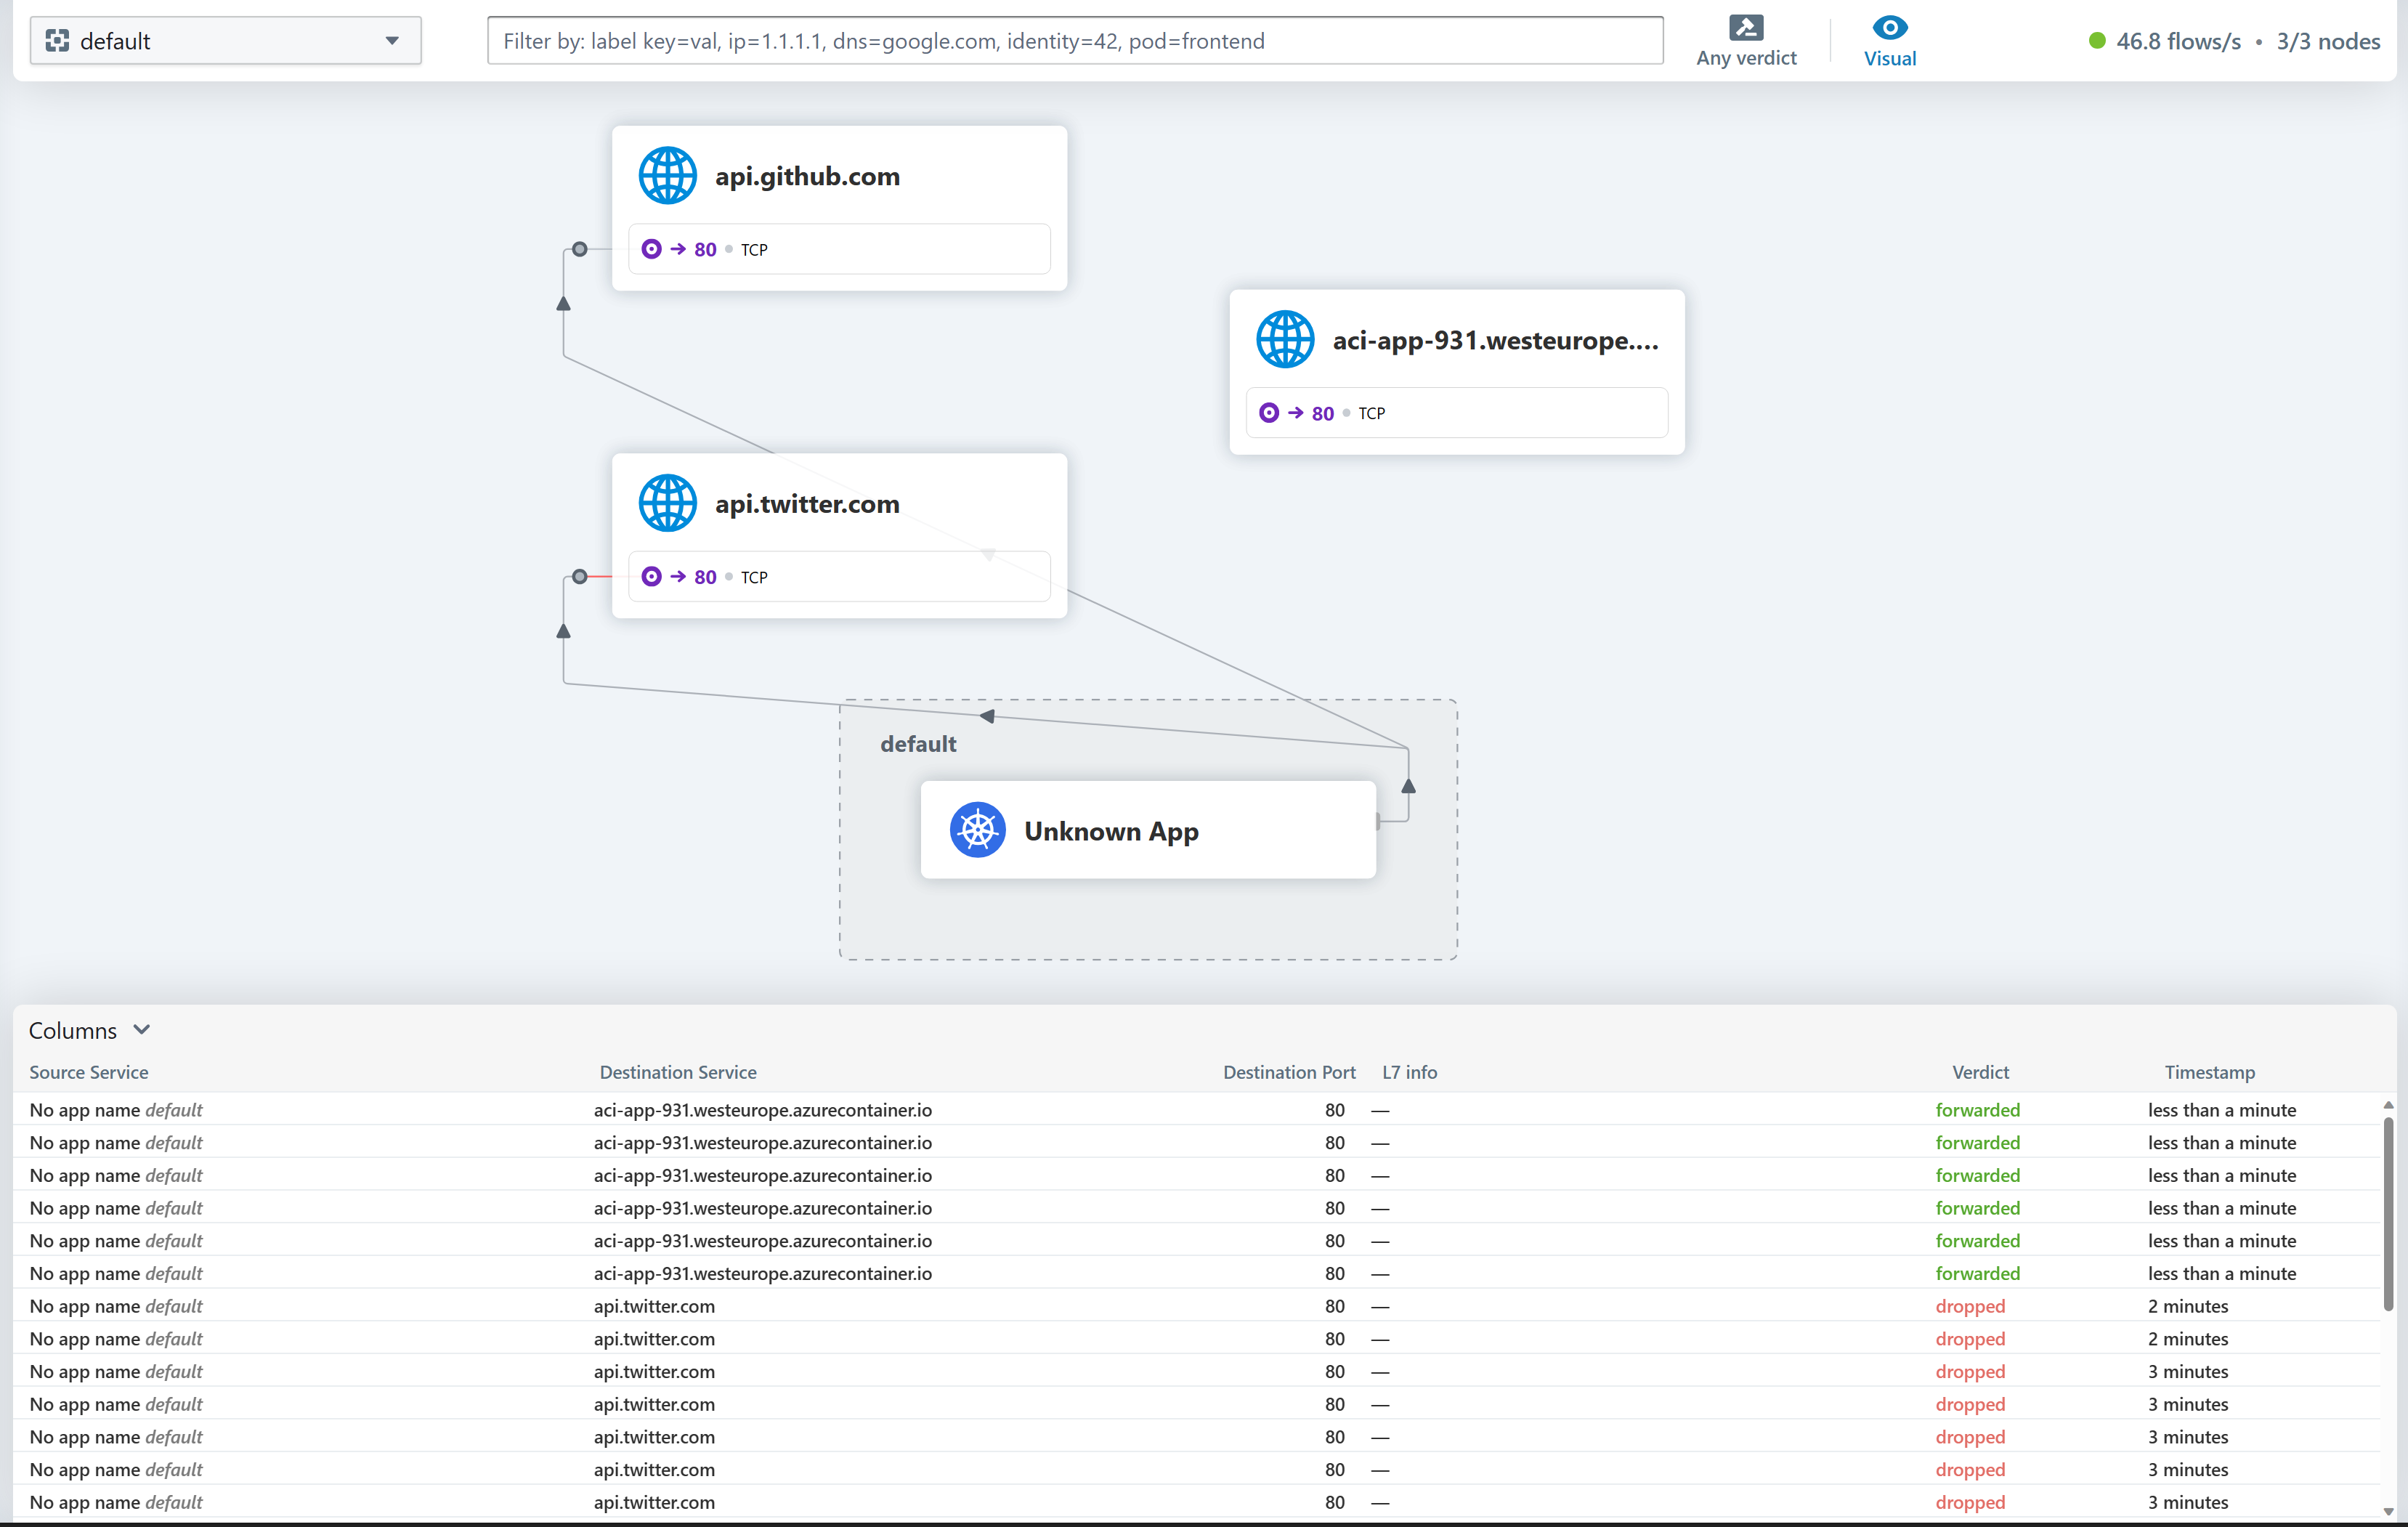 default
Filter by: label key=val, ip=1.1.1.1, dns=google.com, identity=42, pod=frontend
Any verdict
Visual
46.8 flows/s • 3/3 nodes
api.github.com
→ 80 • TCP
aci-app-931.westeurope....
→ 80 • TCP
api.twitter.com
→ 80 • TCP
default
Unknown App
Columns
Source Service Destination Service Destination Port L7 info Verdict Timestamp
No app name default aci-app-931.westeurope.azurecontainer.io 80 — forwarded less than a minute
No app name default aci-app-931.westeurope.azurecontainer.io 80 — forwarded less than a minute
No app name default aci-app-931.westeurope.azurecontainer.io 80 — forwarded less than a minute
No app name default aci-app-931.westeurope.azurecontainer.io 80 — forwarded less than a minute
No app name default aci-app-931.westeurope.azurecontainer.io 80 — forwarded less than a minute
No app name default aci-app-931.westeurope.azurecontainer.io 80 — forwarded less than a minute
No app name default api.twitter.com 80 — dropped 2 minutes
No app name default api.twitter.com 80 — dropped 2 minutes
No app name default api.twitter.com 80 — dropped 3 minutes
No app name default api.twitter.com 80 — dropped 3 minutes
No app name default api.twitter.com 80 — dropped 3 minutes
No app name default api.twitter.com 80 — dropped 3 minutes
No app name default api.twitter.com 80 — dropped 3 minutes